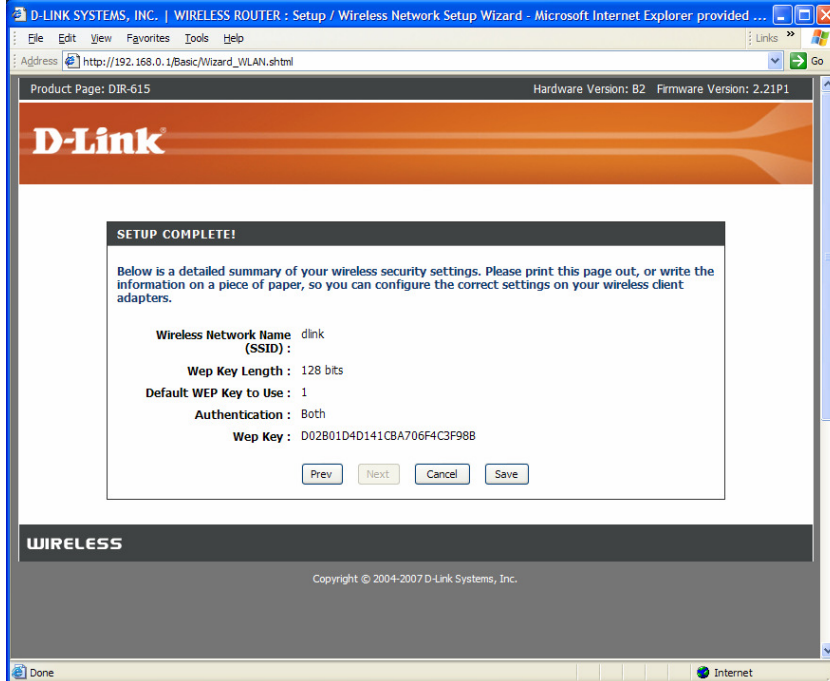 D-LINK SYSTEMS, INC. | WIRELESS ROUTER : Setup / Wireless Network Setup Wizard - Microsoft Internet Explorer provided ...
File Edit View Favorites Tools Help Links »
Address http://192.168.0.1/Basic/Wizard_WLAN.shtml Go
Product Page: DIR-615 Hardware Version: B2 Firmware Version: 2.21P1
D-Link®
SETUP COMPLETE!
Below is a detailed summary of your wireless security settings. Please print this page out, or write the
information on a piece of paper, so you can configure the correct settings on your wireless client
adapters.
Wireless Network Name dlink
(SSID) :
Wep Key Length : 128 bits
Default WEP Key to Use : 1
Authentication : Both
Wep Key : D02B01D4D141CBA706F4C3F98B
Prev Next Cancel Save
WIRELESS
Copyright © 2004-2007 D-Link Systems, Inc.
Done Internet